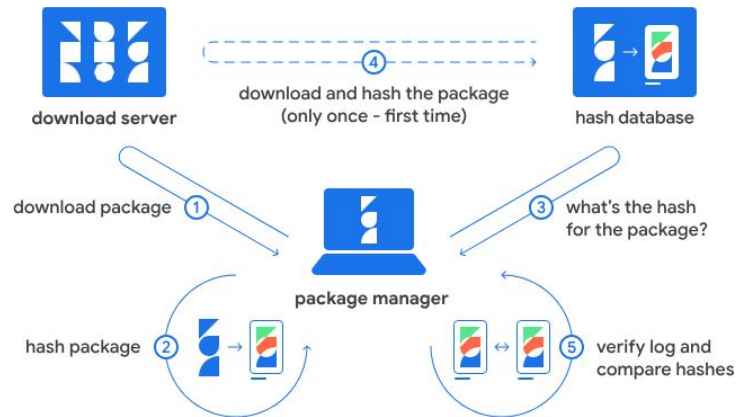 4
download and hash the package
(only once - first time)
download server
hash database
download package
1
3
what's the hash
for the package?
package manager
hash package
2
5
verify log and
compare hashes